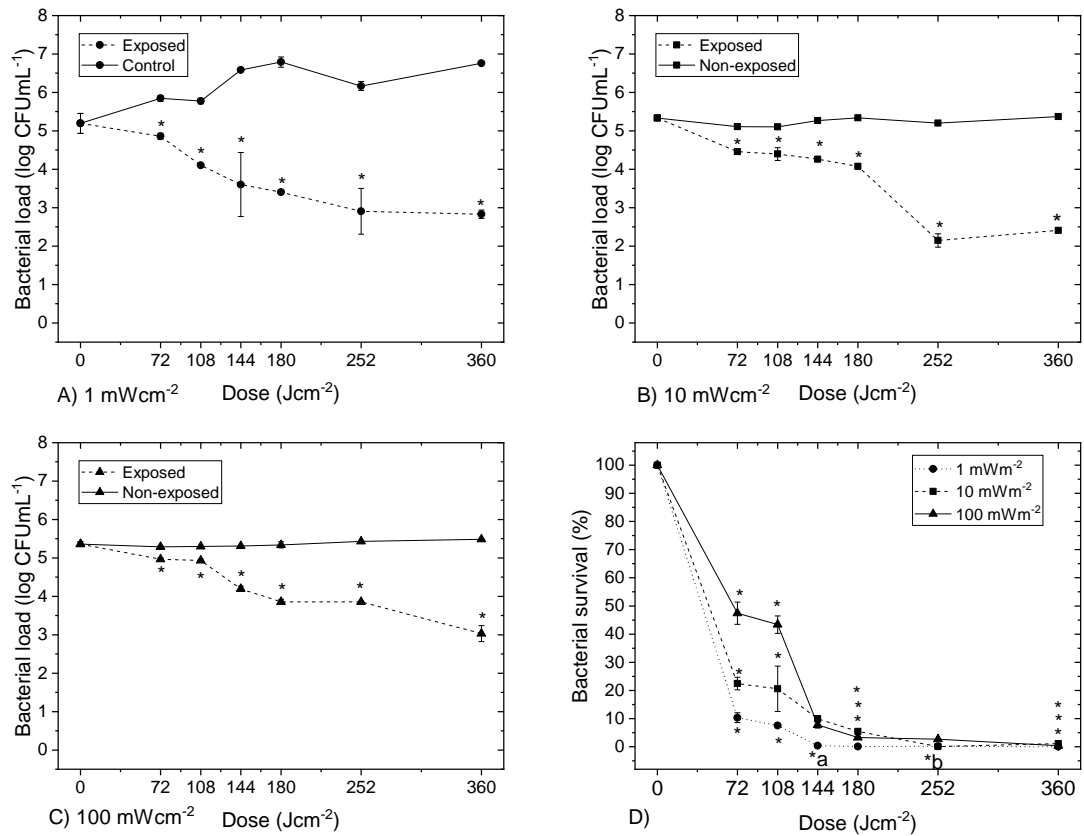 8
7
6
5
4
3
2
1
0
Bacterial load (log CFUmL⁻¹)
Exposed
Control
* * * * * *
0 72 108 144 180 252 360
A) 1 mWcm⁻² Dose (Jcm⁻²)
8
7
6
5
4
3
2
1
0
Bacterial load (log CFUmL⁻¹)
Exposed
Non-exposed
* * * * * *
0 72 108 144 180 252 360
B) 10 mWcm⁻² Dose (Jcm⁻²)
8
7
6
5
4
3
2
1
0
Bacterial load (log CFUmL⁻¹)
Exposed
Non-exposed
* * * * * *
0 72 108 144 180 252 360
C) 100 mWcm⁻² Dose (Jcm⁻²)
100
90
80
70
60
50
40
30
20
10
0
Bacterial survival (%)
1 mWm⁻²
10 mWm⁻²
100 mWm⁻²
* *
* * * *
* *
* *
* * *a *b
0 72 108 144 180 252 360
D) Dose (Jcm⁻²)